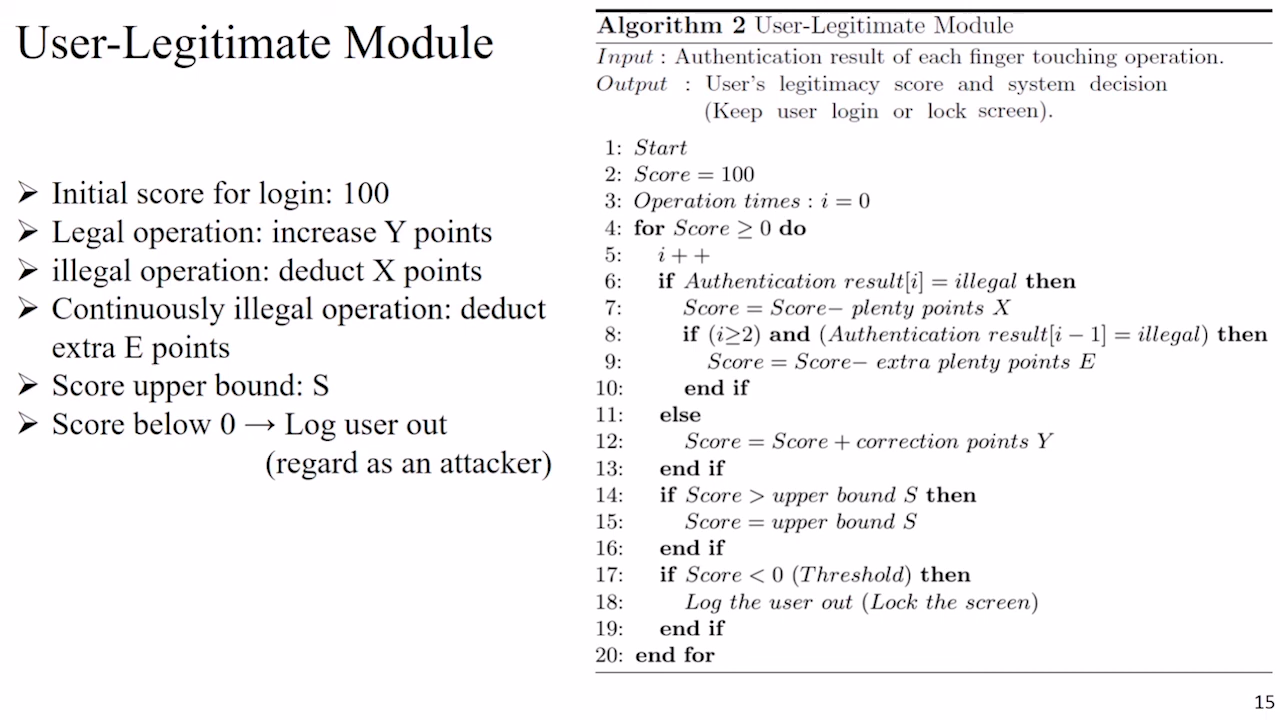 User-Legitimate Module
➢ Initial score for login: 100
➢ Legal operation: increase Y points
➢ illegal operation: deduct X points
➢ Continuously illegal operation: deduct
extra E points
➢ Score upper bound: S
➢ Score below 0 → Log user out
(regard as an attacker)
Algorithm 2 User-Legitimate Module
Input : Authentication result of each finger touching operation.
Output : User's legitimacy score and system decision
(Keep user login or lock screen).
1: Start
2: Score = 100
3: Operation times : i = 0
4: for Score ≥ 0 do
5: i + +
6: if Authentication result[i] = illegal then
7: Score = Score− plenty points X
8: if (i≥2) and (Authentication result[i − 1] = illegal) then
9: Score = Score− extra plenty points E
10: end if
11: else
12: Score = Score + correction points Y
13: end if
14: if Score > upper bound S then
15: Score = upper bound S
16: end if
17: if Score < 0 (Threshold) then
18: Log the user out (Lock the screen)
19: end if
20: end for
15